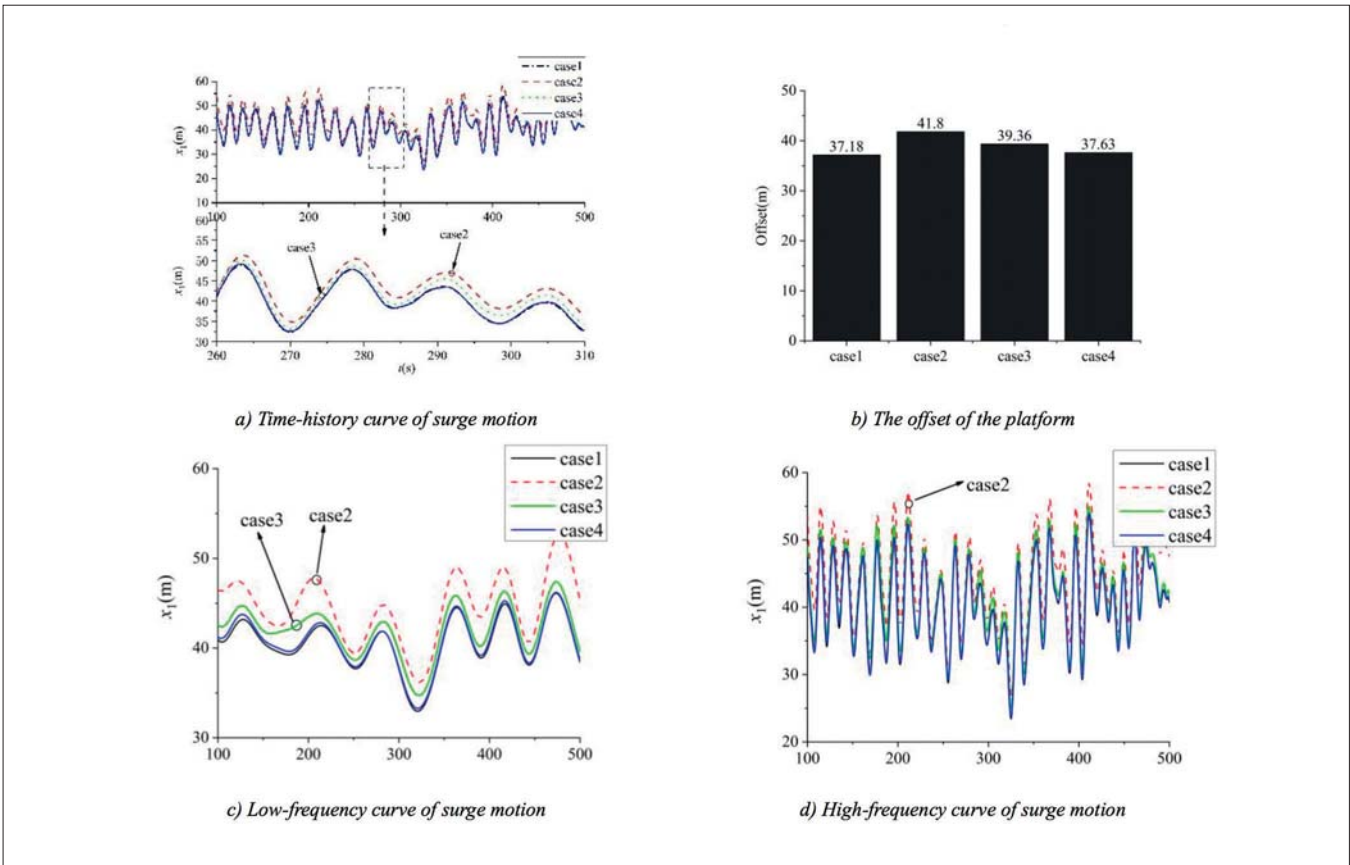 case1
case2
case3
case4
60
50
40
30
20
10
x1(m)
100
200
300
400
500
60
55
50
45
40
35
30
x1(m)
case3
case2
260
270
280
290
300
310
t(s)
a) Time-history curve of surge motion
50
40
30
20
10
0
Offset(m)
37.18
41.8
39.36
37.63
case1
case2
case3
case4
b) The offset of the platform
60
50
40
30
x1(m)
case3
case2
case1
case2
case3
case4
100
200
300
400
500
c) Low-frequency curve of surge motion
60
50
40
30
20
x1(m)
case2
case1
case2
case3
case4
100
200
300
400
500
d) High-frequency curve of surge motion